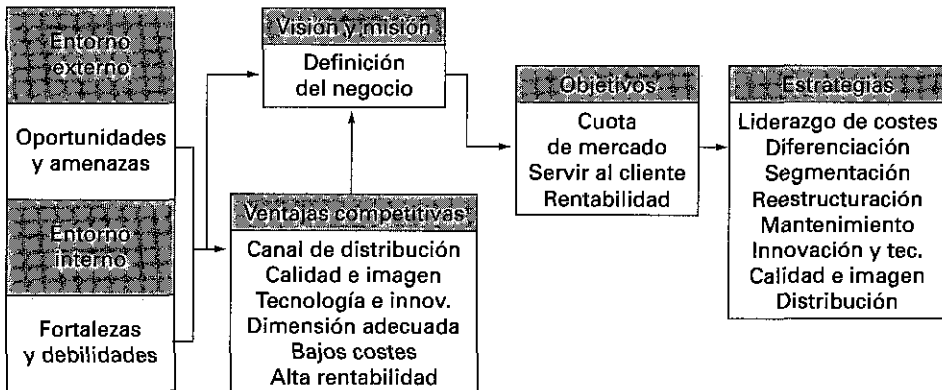 Entorno
externo
Oportunidades
y amenazas
Entorno
interno
Fortalezas
y debilidades
Visión y misión
Definición
del negocio
Ventajas competitivas
Canal de distribución
Calidad e imagen
Tecnología e innov.
Dimensión adecuada
Bajos costes
Alta rentabilidad
Objetivos
Cuota
de mercado
Servir al cliente
Rentabilidad
Estrategias
Liderazgo de costes
Diferenciación
Segmentación
Reestructuración
Mantenimiento
Innovación y tec.
Calidad e imagen
Distribución